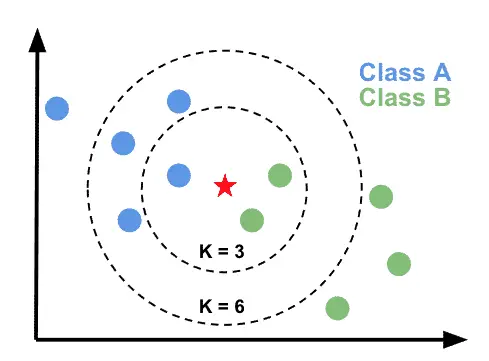 Class A
Class B
K = 3
K = 6